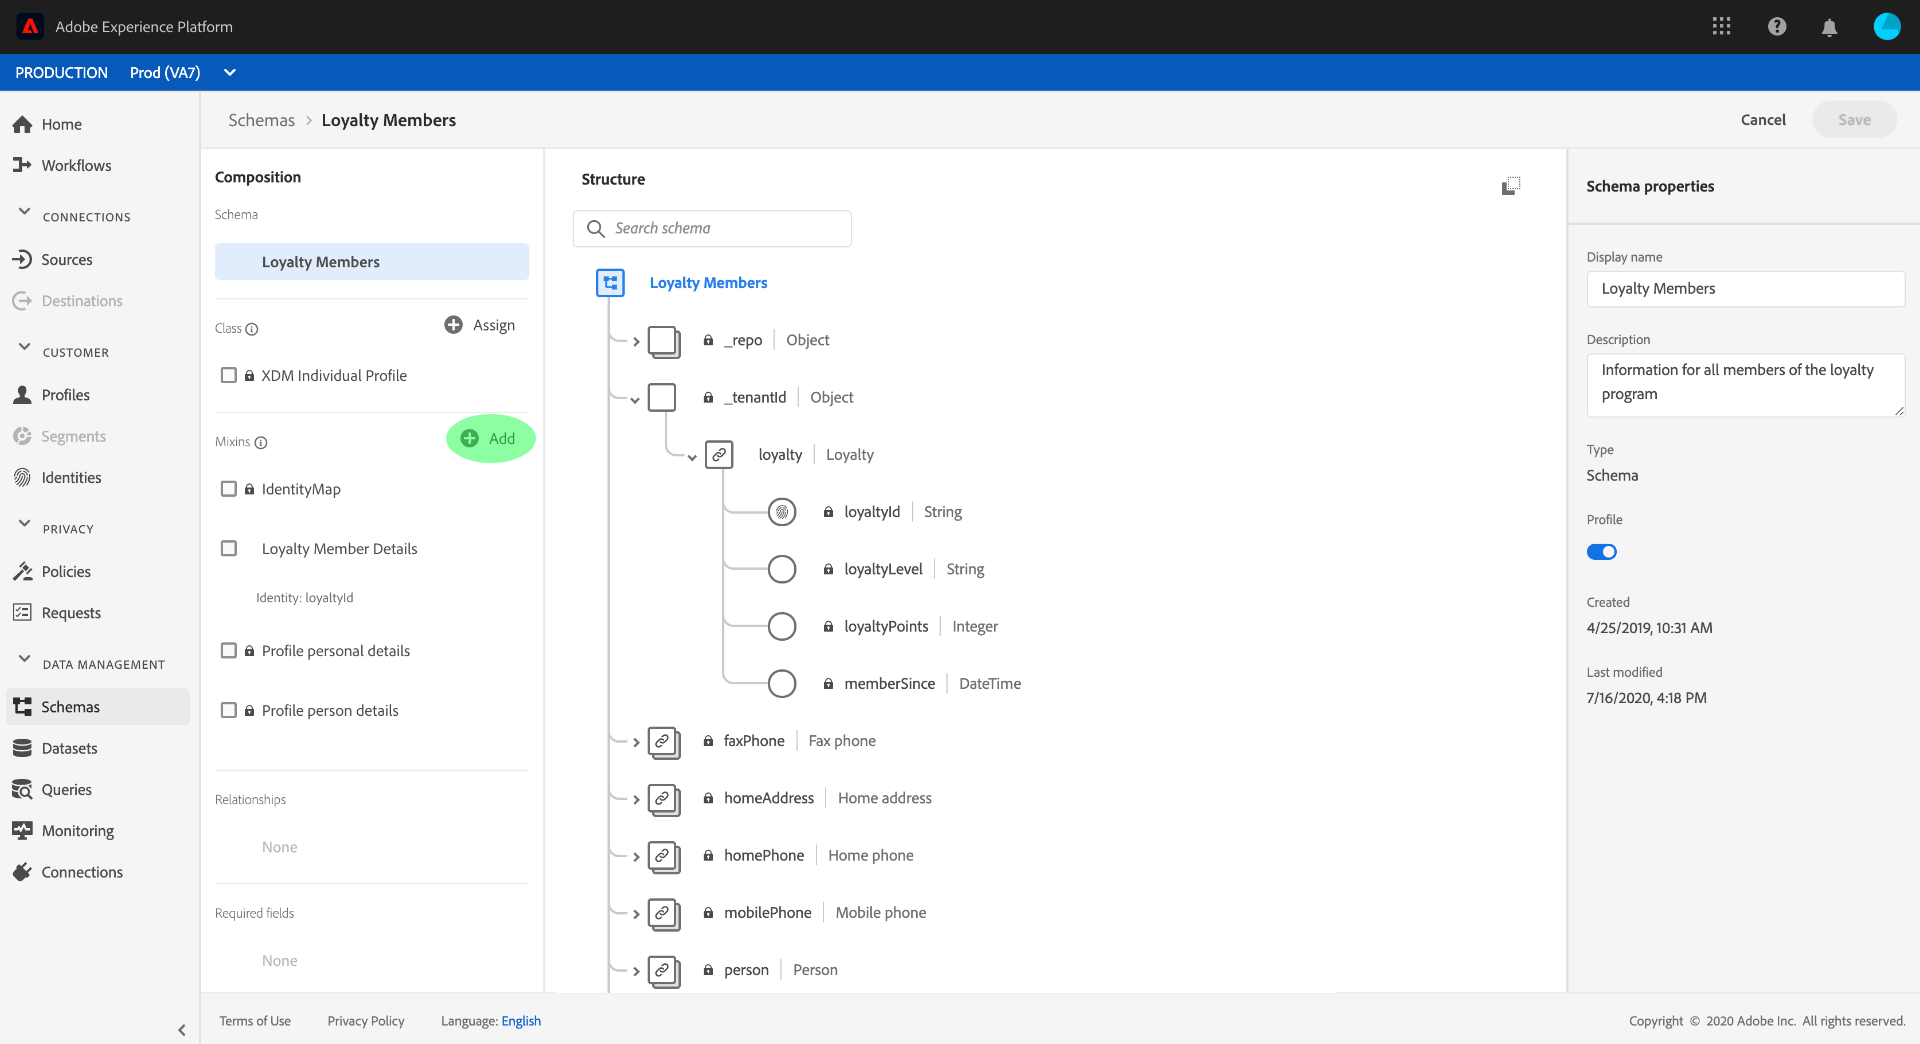 Adobe Experience Platform
PRODUCTION Prod (VA7)
Home
Workflows
CONNECTIONS
Sources
Destinations
CUSTOMER
Profiles
Segments
Identities
PRIVACY
Policies
Requests
DATA MANAGEMENT
Schemas
Datasets
Queries
Monitoring
Connections
Schemas > Loyalty Members
Cancel Save
Composition
Schema
Loyalty Members
Class Assign
XDM Individual Profile
Mixins Add
IdentityMap
Loyalty Member Details
Identity: loyaltyId
Profile personal details
Profile person details
Relationships
None
Required fields
None
Structure
Search schema
Loyalty Members
_repo Object
_tenantId Object
loyalty Loyalty
loyaltyId String
loyaltyLevel String
loyaltyPoints Integer
memberSince DateTime
faxPhone Fax phone
homeAddress Home address
homePhone Home phone
mobilePhone Mobile phone
person Person
Schema properties
Display name
Loyalty Members
Description
Information for all members of the loyalty
program
Type
Schema
Profile
Created
4/25/2019, 10:31 AM
Last modified
7/16/2020, 4:18 PM
Terms of Use Privacy Policy Language: English
Copyright © 2020 Adobe Inc. All rights reserved.